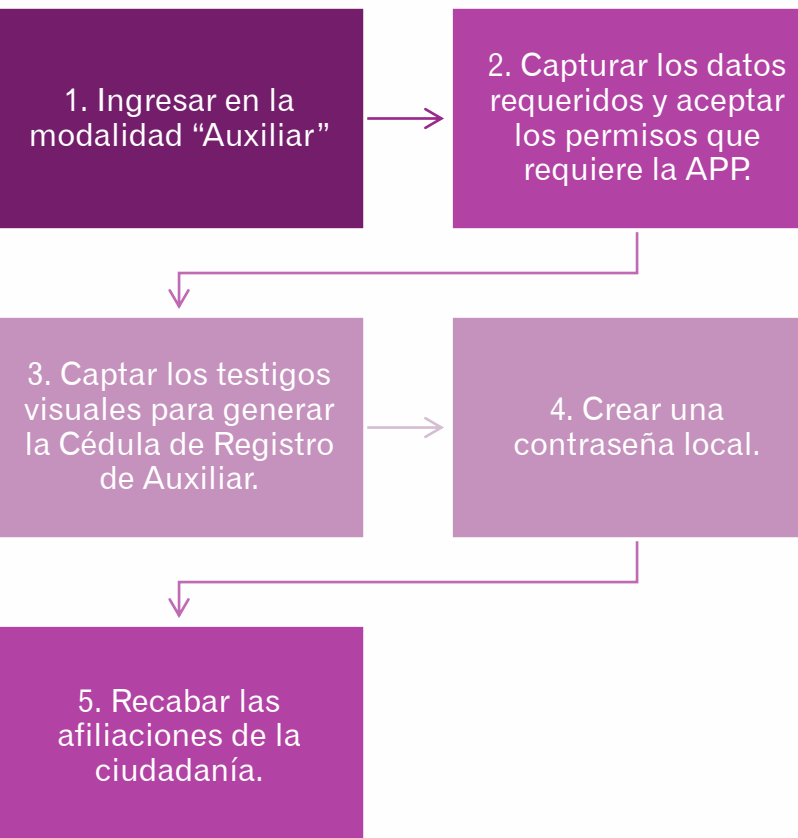 1. Ingresar en la
modalidad “Auxiliar”
2. Capturar los datos
requeridos y aceptar
los permisos que
requiere la APP.
3. Captar los testigos
visuales para generar
la Cédula de Registro
de Auxiliar.
4. Crear una
contraseña local.
5. Recabar las
afiliaciones de la
ciudadanía.